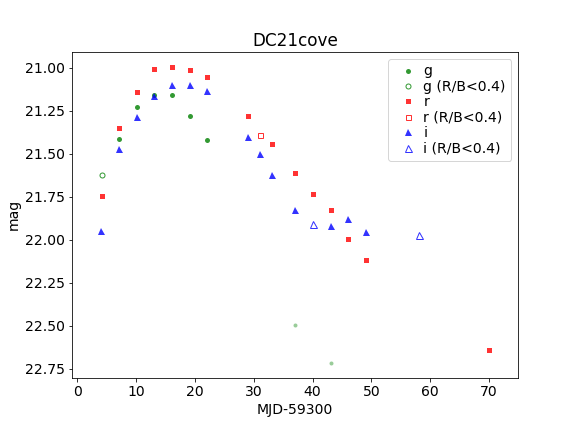 DC21cove
g
g (R/B<0.4)
r
r (R/B<0.4)
i
i (R/B<0.4)
mag
21.00
21.25
21.50
21.75
22.00
22.25
22.50
22.75
0 10 20 30 40 50 60 70
MJD-59300